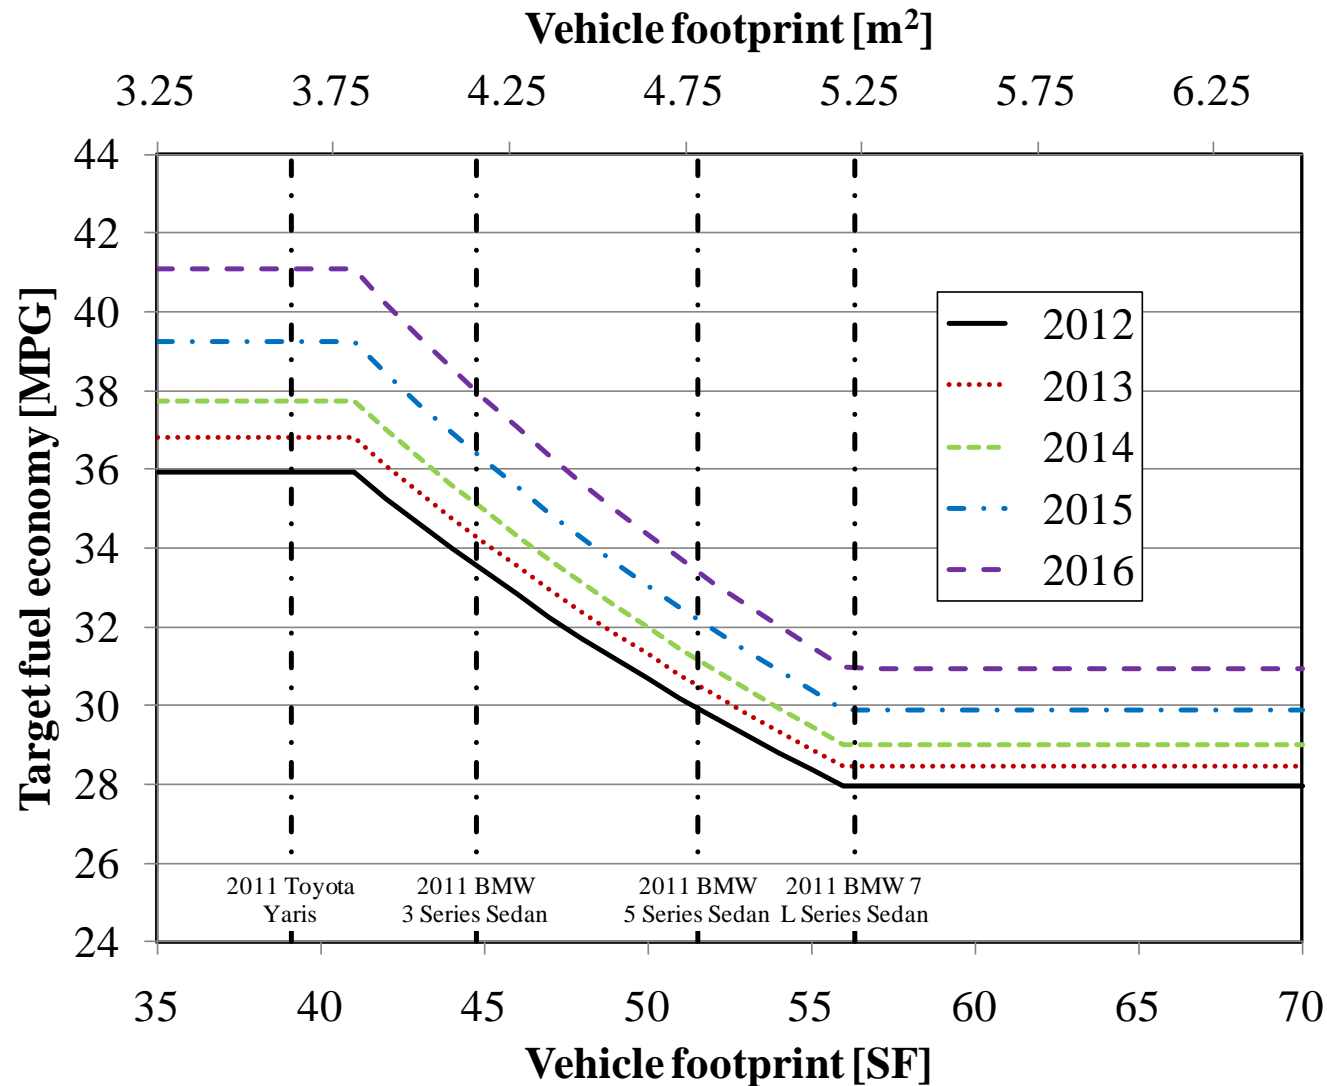 Vehicle footprint [m²]
3.25 3.75 4.25 4.75 5.25 5.75 6.25
Target fuel economy [MPG]
44
42
40
38
36
34
32
30
28
26
24
2012
2013
2014
2015
2016
2011 Toyota
Yaris
2011 BMW
3 Series Sedan
2011 BMW
5 Series Sedan
2011 BMW 7
L Series Sedan
35 40 45 50 55 60 65 70
Vehicle footprint [SF]